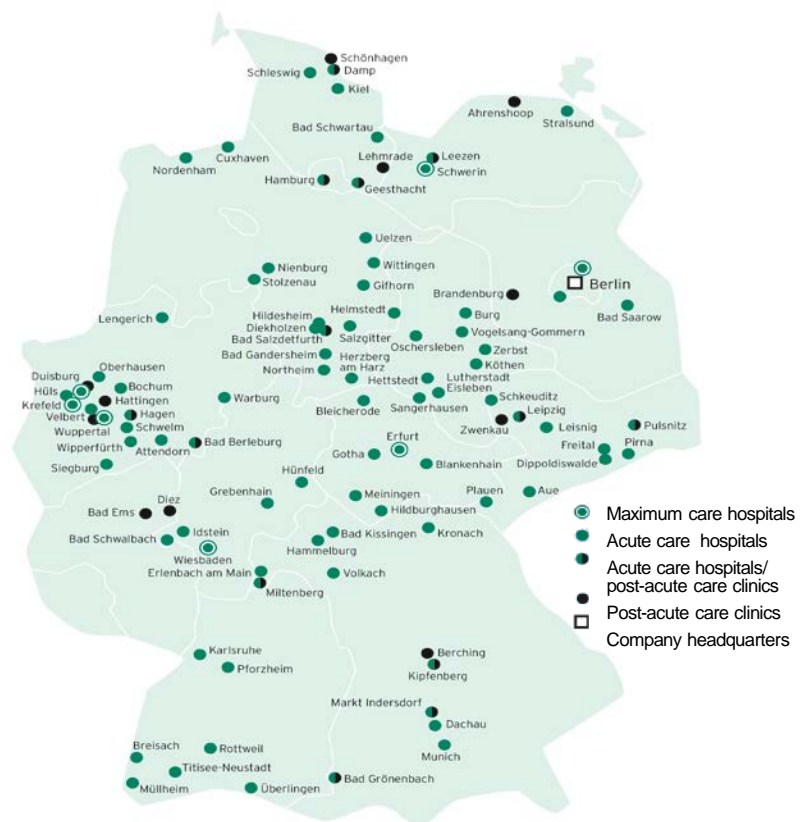 Schönhagen
Schleswig
Damp
Kiel
Ahrenshoop
Stralsund
Bad Schwartau
Cuxhaven
Nordenham
Lehmrade
Leezen
Schwerin
Hamburg
Geesthacht
Uelzen
Nienburg
Wittingen
Stolzenau
Gifhorn
Berlin
Brandenburg
Bad Saarow
Lengerich
Hildesheim
Helmstedt
Burg
Diekholzen
Bad Salzdetfurth
Salzgitter
Vogelsang-Gommern
Oschersleben
Zerbst
Bad Gandersheim
Herzberg
am Harz
Köthen
Northeim
Oberhausen
Duisburg
Bochum
Hettstedt
Lutherstadt
Eisleben
Hüls
Hattingen
Warburg
Bleicherode
Sangerhausen
Schkeuditz
Krefeld
Hagen
Leipzig
Velbert
Schwelm
Zwenkau
Leisnig
Pulsnitz
Wuppertal
Wipperfürth
Attendorn
Bad Berleburg
Erfurt
Freital
Pirna
Gotha
Blankenhain
Dippoldiswalde
Siegburg
Hünfeld
Grebenhain
Meiningen
Plauen
Aue
Diez
Bad Ems
Hildburghausen
Idstein
Bad Kissingen
Kronach
Bad Schwalbach
Hammelburg
Wiesbaden
Erlenbach am Main
Volkach
Miltenberg
Maximum care hospitals
Acute care hospitals
Acute care hospitals/
post-acute care clinics
Post-acute care clinics
Company headquarters
Karlsruhe
Berching
Pforzheim
Kipfenberg
Markt Indersdorf
Dachau
Breisach
Rottweil
Munich
Titisee-Neustadt
Müllheim
Überlingen
Bad Grönenbach